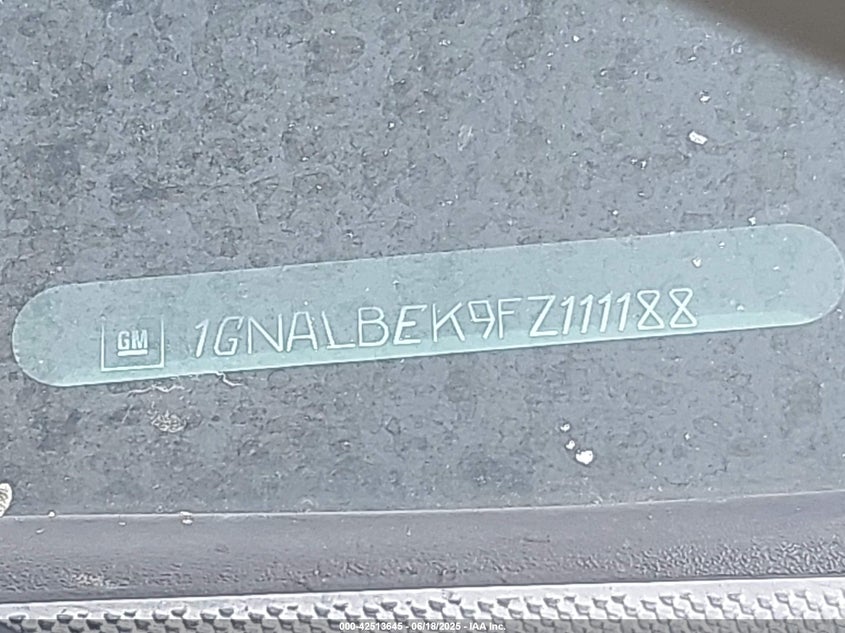 GM 1GNALBEK9FZ111188
000-42513645 - 06/18/2025 - IAA Inc.